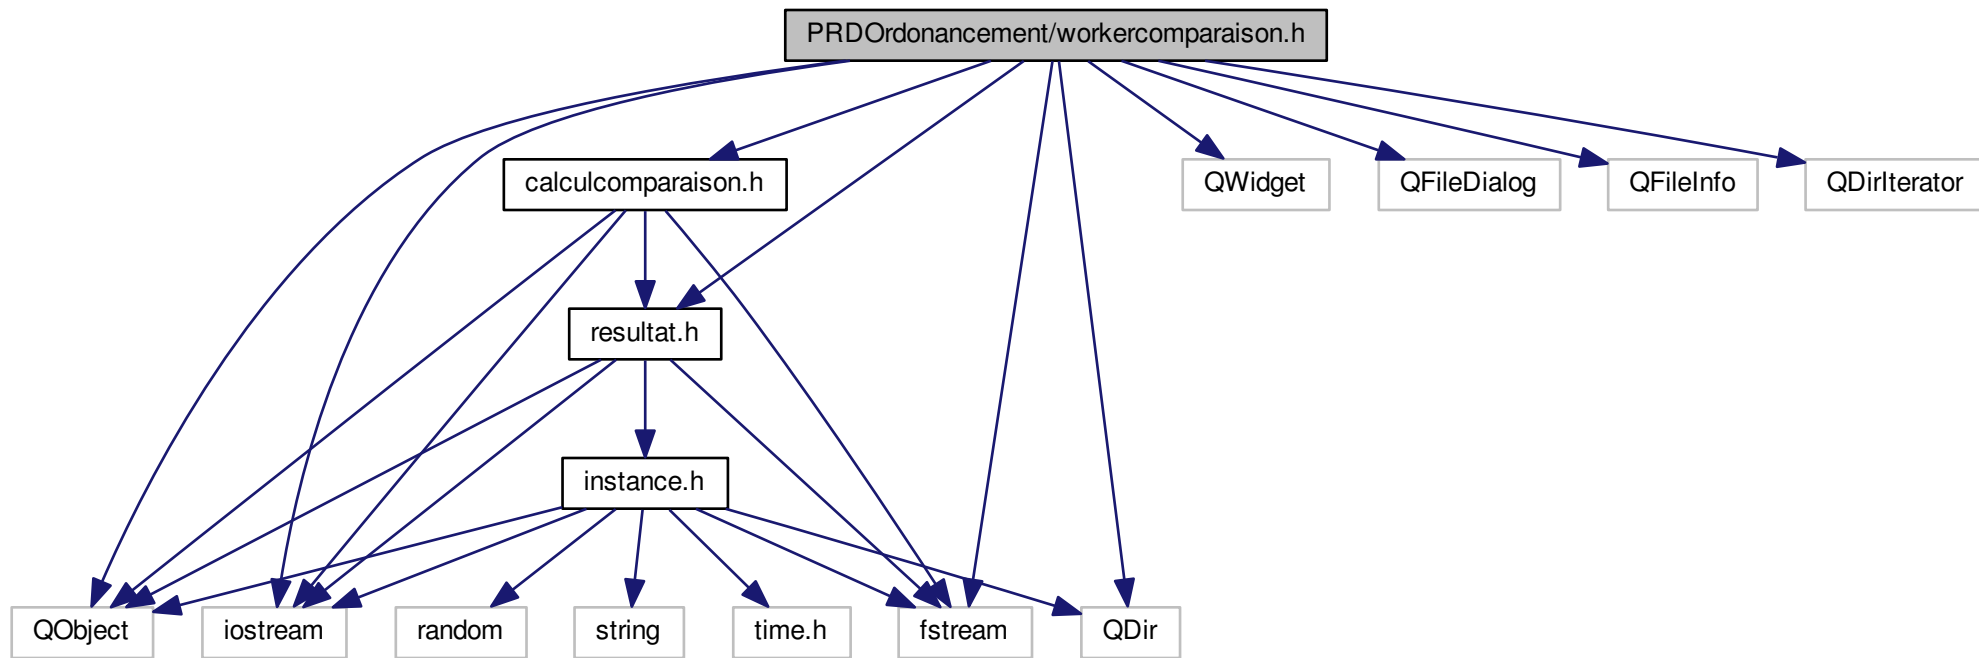 PRDOrdonancement/workercomparaison.h
calculcomparaison.h
QWidget
QFileDialog
QFileInfo
QDirIterator
resultat.h
instance.h
QObject
iostream
random
string
time.h
fstream
QDir